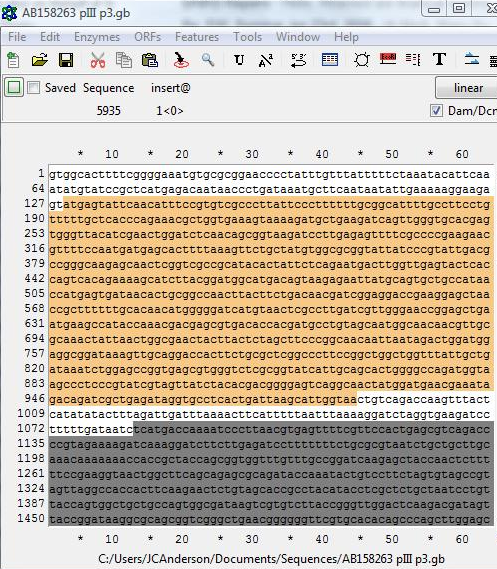 AB158263 pIII p3.gb
File Edit Enzymes ORFs Features Tools Window Help
Saved Sequence insert@ linear
5935 1<0> Dam/Dcm
* 10 * 20 * 30 * 40 * 50 * 60
1 gtggcacttttcggggaaatgtgcgcggaacccctatttgtttatttttctaaatacattcaa
64 atatgtatccgctcatgagacaataaccctgataaatgcttcaataatattgaaaaaggaaga
127 gtatgagtattcaacatttccgtgtcgcccttattcccttttttgcggcattttgccttcctg
190 tttttgctcacccagaaacgctggtgaaagtaaaagatgctgaagatcagttgggtgcacgag
253 tgggttacatcgaactggatctcaacagcggtaagatccttgagagttttcgccccgaagaac
316 gttttccaatgatgagcacttttaaagttctgctatgtggcgcggtattatcccgtattgacg
379 ccgggcaagagcaactcggtcgccgcatacactattctcagaatgacttggttgagtactcac
442 cagtcacagaaaagcatcttacggatggcatgacagtaagagaattatgcagtgctgccataa
505 ccatgagtgataacactgcggccaacttacttctgacaacgatcggaggaccgaaggagctaa
568 ccgcttttttgcacaacatgggggatcatgtaactcgccttgatcgttgggaaccggagctga
631 atgaagccataccaaacgacgagcgtgacaccacgatgcctgtagcaatggcaacaacgttgc
694 gcaaactattaactggcgaactacttactctagcttcccggcaacaattaatagactggatgg
757 aggcggataaagttgcaggaccacttctgcgctcggcccttccggctggctggtttattgctg
820 ataaatctggagccggtgagcgtgggtctcgcggtatcattgcagcactggggccagatggta
883 agccctcccgtatcgtagttatctacacgacggggagtcaggcaactatggatgaacgaaata
946 gacagatcgctgagataggtgcctcactgattaagcattggtaactgtcagaccaagtttact
1009 catatatactttagattgatttaaaacttcatttttaatttaaaaggatctaggtgaagatcc
1072 tttttgataatctcatgaccaaaatcccttaacgtgagttttcgttccactgagcgtcagacc
1135 ccgtagaaaagatcaaaggatcttcttgagatcctttttttctgcgcgtaatctgctgcttgc
1198 aaacaaaaaaaccaccgctaccagcggtggtttgtttgccggatcaagagctaccaactcttt
1261 ttccgaaggtaactggcttcagcagagcgcagataccaaatactgtccttctagtgtagccgt
1324 agttaggccaccacttcaagaactctgtagcaccgcctacatacctcgctctgctaatcctgt
1387 taccagtggctgctgccagtggcgataagtcgtgtcttaccgggttggactcaagacgatagt
1450 taccggataaggcgcagcggtcgggctgaacggggggttcgtgcacacagcccagcttggagc
* 10 * 20 * 30 * 40 * 50 * 60
C:/Users/JCAnderson/Documents/Sequences/AB158263 pIII p3.gb